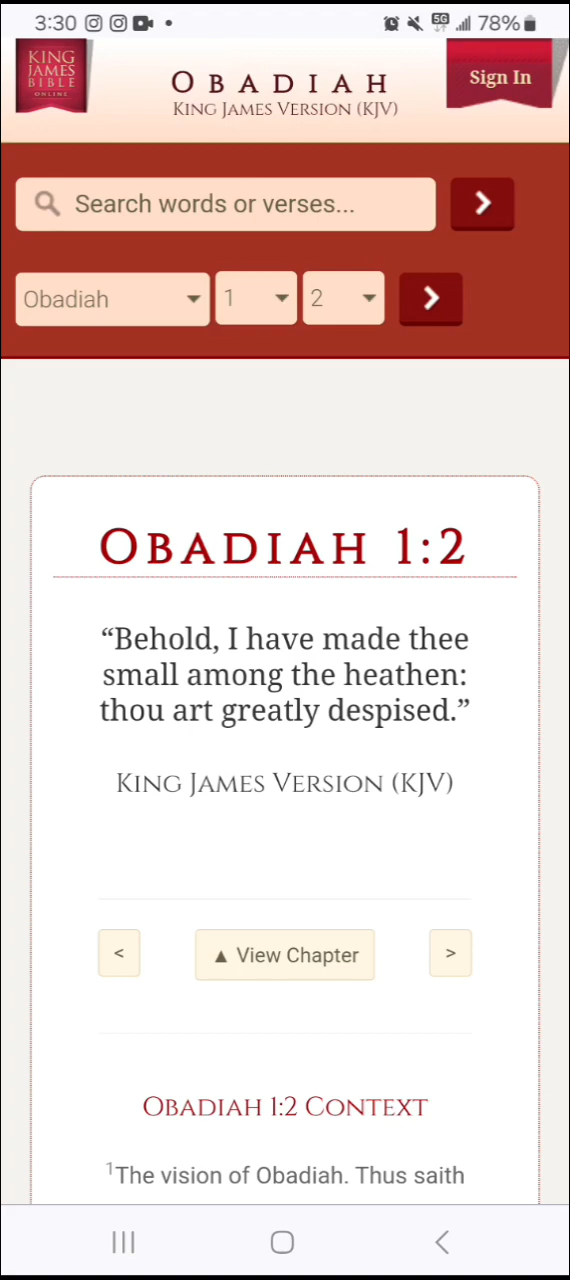 3:30
5G
78%
KING
JAMES
BIBLE
ONLINE
OBADIAH
KING JAMES VERSION (KJV)
Sign In
Search words or verses...
Obadiah
1
2
OBADIAH 1:2
“Behold, I have made thee
small among the heathen:
thou art greatly despised.”
KING JAMES VERSION (KJV)
<
▲ View Chapter
>
OBADIAH 1:2 CONTEXT
1The vision of Obadiah. Thus saith